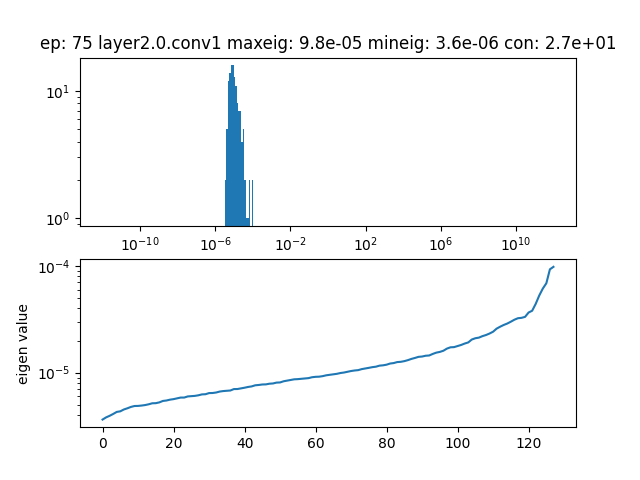 ep: 75 layer2.0.conv1 maxeig: 9.8e-05 mineig: 3.6e-06 con: 2.7e+01
10¹
10⁰
10⁻¹⁰ 10⁻⁶ 10⁻² 10² 10⁶ 10¹⁰
10⁻⁴
10⁻⁵
eigen value
0 20 40 60 80 100 120